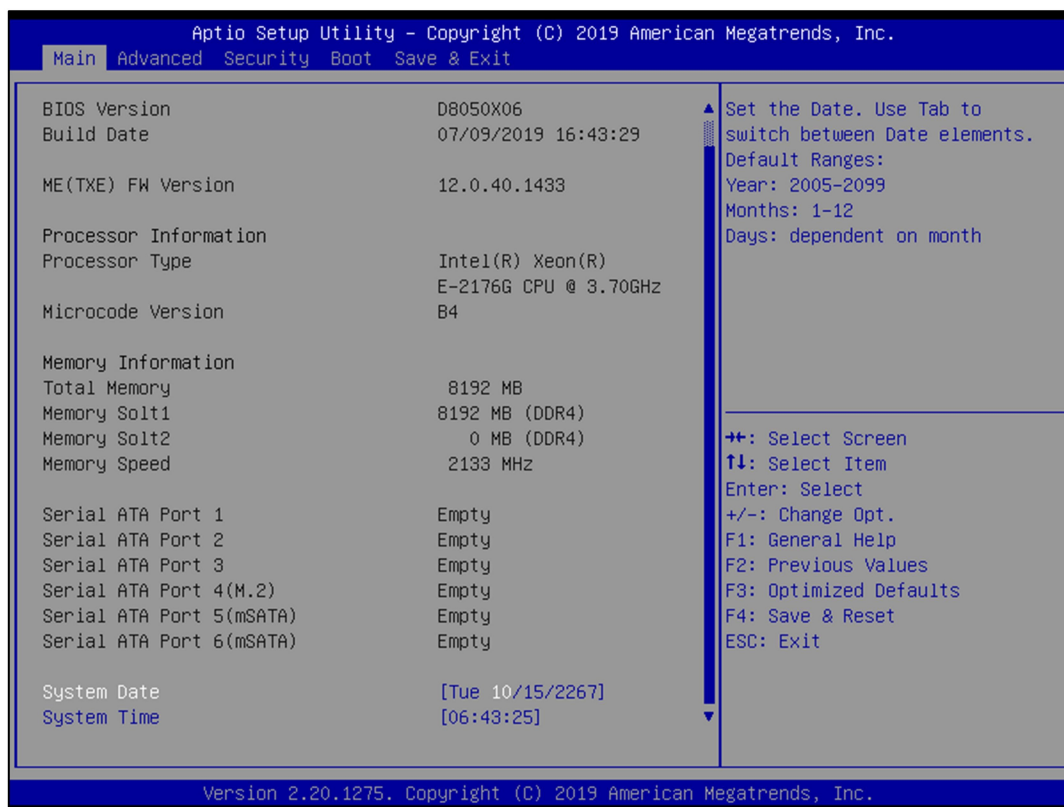 Aptio Setup Utility – Copyright (C) 2019 American Megatrends, Inc.
Main Advanced Security Boot Save & Exit
BIOS Version D8050X06
Build Date 07/09/2019 16:43:29
ME(TXE) FW Version 12.0.40.1433
Processor Information
Processor Type Intel(R) Xeon(R)
E-2176G CPU @ 3.70GHz
Microcode Version B4
Memory Information
Total Memory 8192 MB
Memory Solt1 8192 MB (DDR4)
Memory Solt2 0 MB (DDR4)
Memory Speed 2133 MHz
Serial ATA Port 1 Empty
Serial ATA Port 2 Empty
Serial ATA Port 3 Empty
Serial ATA Port 4(M.2) Empty
Serial ATA Port 5(mSATA) Empty
Serial ATA Port 6(mSATA) Empty
System Date [Tue 10/15/2267]
System Time [06:43:25]
Set the Date. Use Tab to
switch between Date elements.
Default Ranges:
Year: 2005-2099
Months: 1-12
Days: dependent on month
→←: Select Screen
↑↓: Select Item
Enter: Select
+/-: Change Opt.
F1: General Help
F2: Previous Values
F3: Optimized Defaults
F4: Save & Reset
ESC: Exit
Version 2.20.1275. Copyright (C) 2019 American Megatrends, Inc.